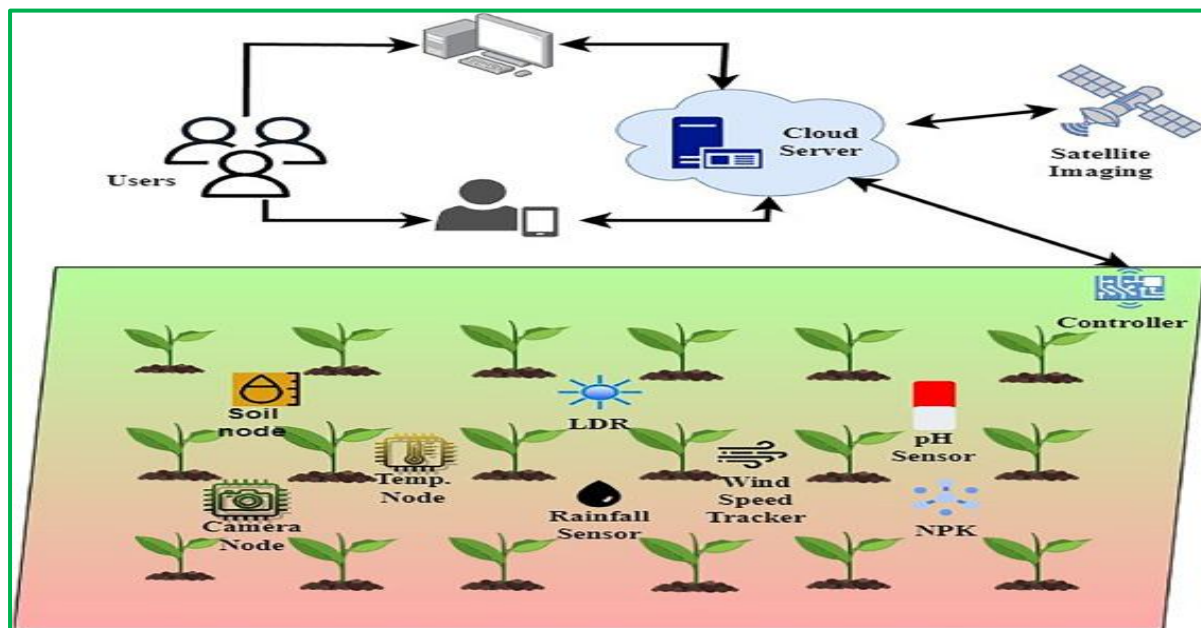 Cloud
Server
Users
Satellite
Imaging
Controller
Soil
node
LDR
pH
Sensor
Temp.
Node
Wind
Speed
Tracker
Camera
Node
Rainfall
Sensor
NPK